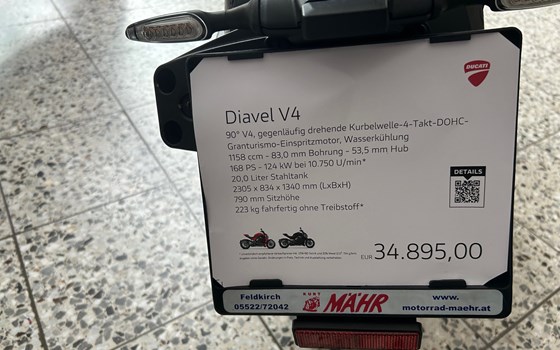 DUCATI
Diavel V4
90° V4, gegenläufig drehende Kurbelwelle-4-Takt-DOHC-
Granturismo-Einspritzmotor, Wasserkühlung
1158 ccm - 83,0 mm Bohrung - 53,5 mm Hub
168 PS - 124 kW bei 10.750 U/min*
20,0 Liter Stahltank
2305 x 834 x 1340 mm (LxBxH)
790 mm Sitzhöhe
223 kg fahrfertig ohne Treibstoff*
DETAILS
EUR 34.895,00
Feldkirch
05522/72042
KURT
MÄHR
www.
motorrad-maehr.at